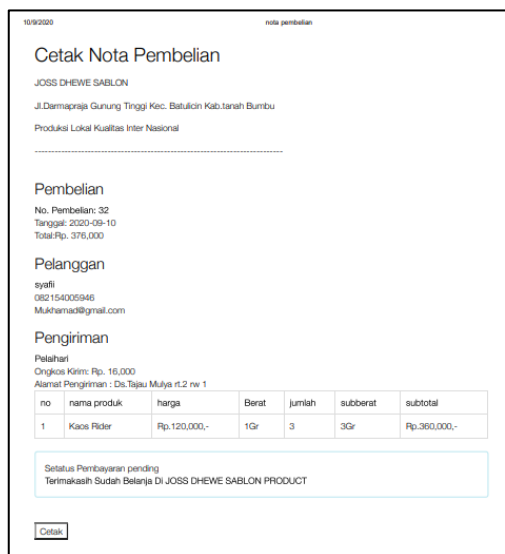 10/9/2020 nota pembelian
Cetak Nota Pembelian
JOSS DHEWE SABLON
Jl.Darmapraja Gunung Tinggi Kec. Batulicin Kab.tanah Bumbu
Produksi Lokal Kualitas Inter Nasional
--------------------------------------------------------------------------
Pembelian
No. Pembelian: 32
Tanggal: 2020-09-10
Total:Rp. 376,000
Pelanggan
syafii
082154005946
Mukhamad@gmail.com
Pengiriman
Pelaihari
Ongkos Kirim: Rp. 16,000
Alamat Pengiriman : Ds.Tajau Mulya rt.2 rw 1
no nama produk harga Berat jumlah subberat subtotal
1 Kaos Rider Rp.120,000,- 1Gr 3 3Gr Rp.360,000,-
Setatus Pembayaran pending
Terimakasih Sudah Belanja Di JOSS DHEWE SABLON PRODUCT
Cetak